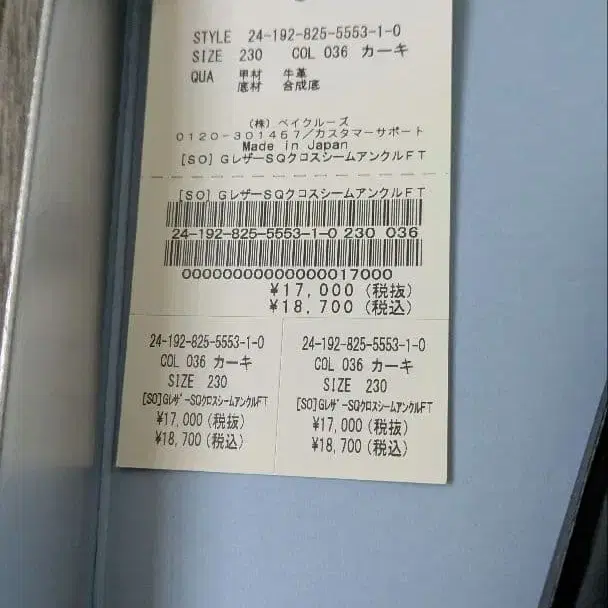 STYLE 24-192-825-5553-1-0
SIZE 230 COL 036 カーキ
QUA 甲材 牛革
底材 合成底
(株) ベイクルーズ
0120-301457/カスタマーサポート
Made in Japan
[SO] GレザーSQクロスシームアンクルFT
[SO] GレザーSQクロスシームアンクルFT
24-192-825-5553-1-0 230 036
00000000000000017000
¥17,000 (税抜)
¥18,700 (税込)
24-192-825-5553-1-0
COL 036 カーキ
SIZE 230
[SO]GレザーSQクロスシームアンクルFT
¥17,000 (税抜)
¥18,700 (税込)
24-192-825-5553-1-0
COL 036 カーキ
SIZE 230
[SO]GレザーSQクロスシームアンクルFT
¥17,000 (税抜)
¥18,700 (税込)